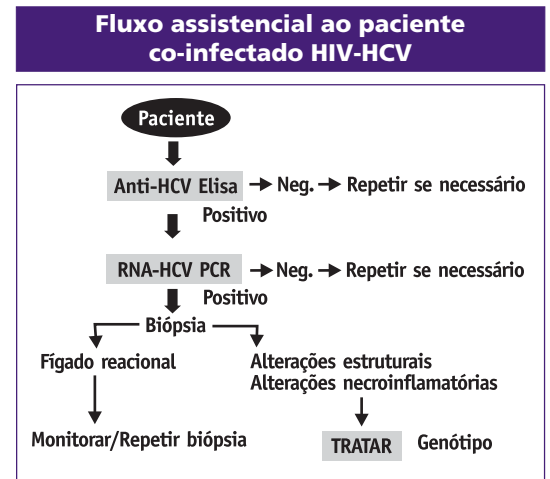 Fluxo assistencial ao paciente
co-infectado HIV-HCV
Paciente
Anti-HCV Elisa
Neg.
Repetir se necessário
Positivo
RNA-HCV PCR
Neg.
Repetir se necessário
Positivo
Biópsia
Fígado reacional
Alterações estruturais
Alterações necroinflamatórias
Monitorar/Repetir biópsia
TRATAR
Genótipo